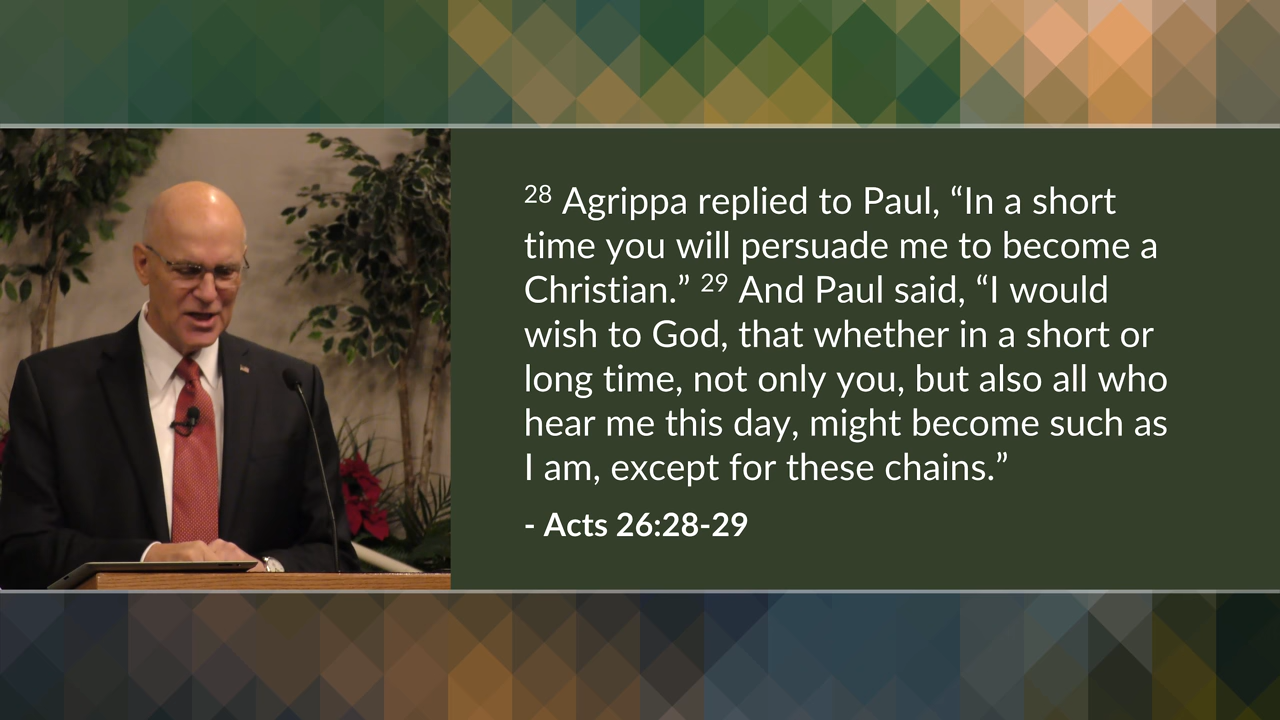 28 Agrippa replied to Paul, “In a short
time you will persuade me to become a
Christian.” 29 And Paul said, “I would
wish to God, that whether in a short or
long time, not only you, but also all who
hear me this day, might become such as
I am, except for these chains.”
- Acts 26:28-29